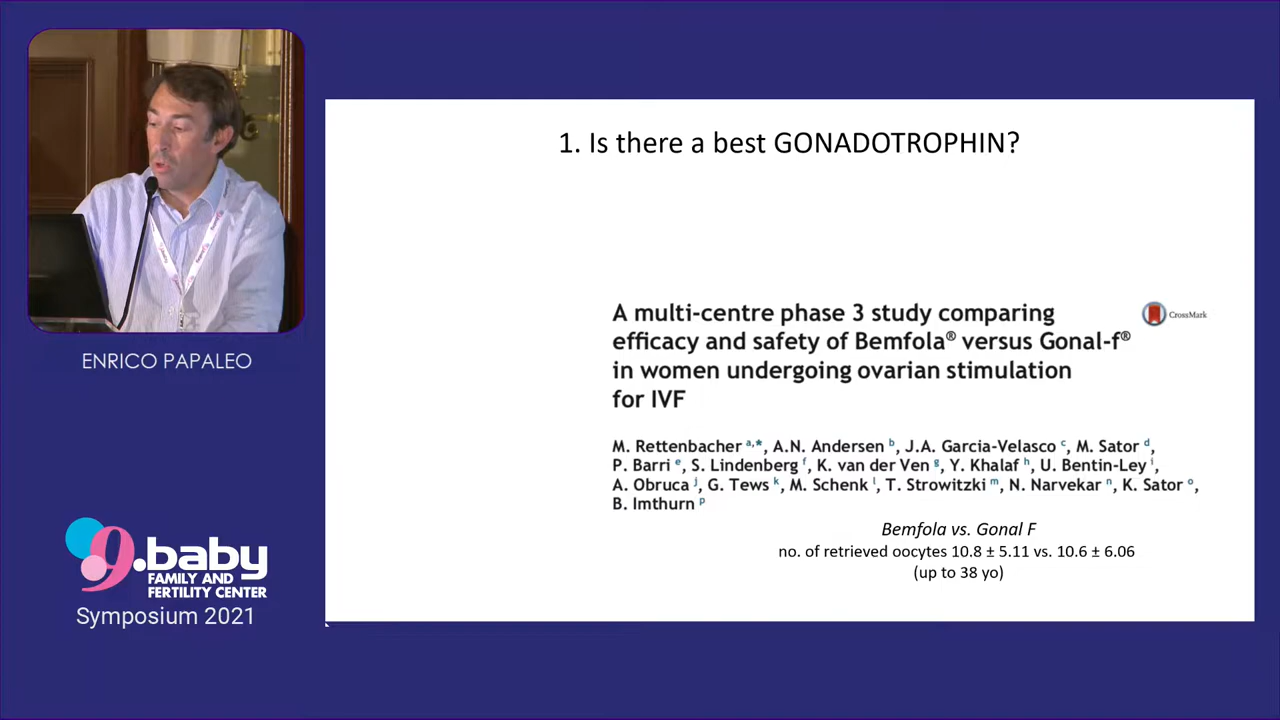 ENRICO PAPALEO
9.baby
FAMILY AND
FERTILITY CENTER
Symposium 2021
1. Is there a best GONADOTROPHIN?
A multi-centre phase 3 study comparing
efficacy and safety of Bemfola® versus Gonal-f®
in women undergoing ovarian stimulation
for IVF
CrossMark
M. Rettenbacher a,*, A.N. Andersen b, J.A. Garcia-Velasco c, M. Sator d,
P. Barri e, S. Lindenberg f, K. van der Ven g, Y. Khalaf h, U. Bentin-Ley i,
A. Obruca j, G. Tews k, M. Schenk l, T. Strowitzki m, N. Narvekar n, K. Sator o,
B. Imthurn p
Bemfola vs. Gonal F
no. of retrieved oocytes 10.8 ± 5.11 vs. 10.6 ± 6.06
(up to 38 yo)